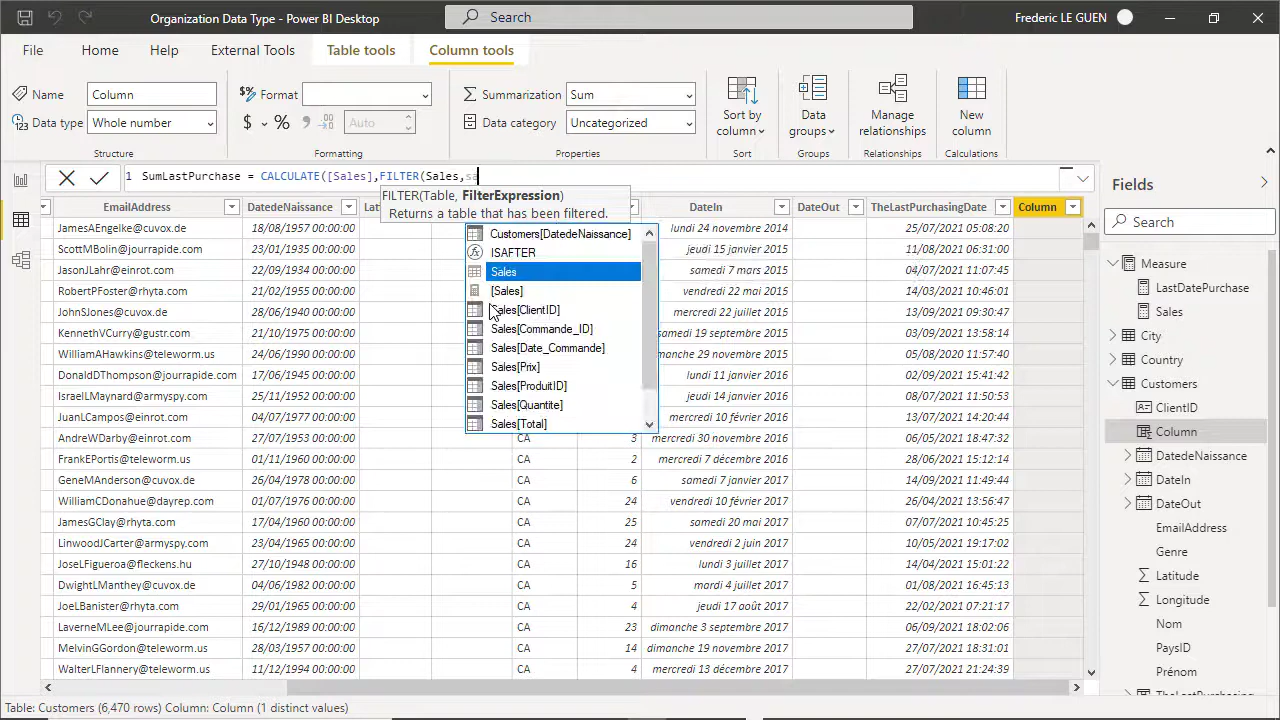 Organization Data Type - Power BI Desktop
Search
Frederic LE GUEN
File Home Help External Tools Table tools Column tools
Name Column
Data type Whole number
Structure
Format
$ % Auto
Formatting
Summarization Sum
Data category Uncategorized
Properties
Sort by
column
Sort
Data
groups
Groups
Manage
relationships
Relationships
New
column
Calculations
1 SumLastPurchase = CALCULATE([Sales],FILTER(Sales,sa
FILTER(Table, FilterExpression)
Returns a table that has been filtered.
Customers[DatedeNaissance]
ISAFTER
Sales
[Sales]
Sales[ClientID]
Sales[Commande_ID]
Sales[Date_Commande]
Sales[Prix]
Sales[ProduitID]
Sales[Quantite]
Sales[Total]
EmailAddress DatedeNaissance DateIn DateOut TheLastPurchasingDate Column
JamesAEngelke@cuvox.de 18/08/1957 00:00:00 lundi 24 novembre 2014 25/07/2021 05:08:20
ScottMBolin@jourrapide.com 23/01/1931 00:00:00 jeudi 15 janvier 2015 11/08/2021 06:31:00
JasonJLahr@einrot.com 22/09/1934 00:00:00 samedi 7 mars 2015 04/07/2021 11:07:45
RobertPFoster@rhyta.com 21/02/1955 00:00:00 vendredi 22 mai 2015 14/03/2021 10:46:01
JohnSJones@cuvox.de 28/06/1940 00:00:00 mercredi 22 juillet 2015 13/09/2021 09:30:47
KennethVCurry@gustr.com 23/10/1975 00:00:00 samedi 19 septembre 2015 03/09/2021 13:58:14
WilliamAHawkins@teleworm.us 24/06/1990 00:00:00 dimanche 29 novembre 2015 05/08/2020 11:57:40
DonaldDThompson@jourrapide.com 17/06/1945 00:00:00 lundi 11 janvier 2016 02/09/2021 15:41:42
IsraelLMaynard@armyspy.com 25/11/1952 00:00:00 jeudi 14 janvier 2016 08/07/2021 11:50:53
JuanLCampos@einrot.com 04/07/1977 00:00:00 mercredi 10 février 2016 13/07/2021 14:20:44
AndreWDarby@einrot.com 27/07/1953 00:00:00 CA 3 mercredi 30 novembre 2016 06/05/2021 18:47:32
FrankEPortis@teleworm.us 01/11/1960 00:00:00 CA 2 mercredi 7 décembre 2016 28/06/2021 15:12:14
GeneMAnderson@cuvox.de 26/04/1978 00:00:00 CA 6 samedi 7 janvier 2017 14/09/2021 11:49:44
WilliamCDonahue@dayrep.com 01/07/1976 00:00:00 CA 24 vendredi 10 février 2017 26/04/2021 13:56:47
JamesGClay@rhyta.com 17/04/1960 00:00:00 CA 25 samedi 20 mai 2017 07/07/2021 10:45:25
LinwoodJCarter@armyspy.com 23/04/1965 00:00:00 CA 24 vendredi 2 juin 2017 10/05/2021 19:17:02
JoseLFigueroa@fleckens.hu 27/10/1948 00:00:00 CA 16 lundi 3 juillet 2017 14/04/2021 15:01:22
DwightLManthey@cuvox.de 04/06/1982 00:00:00 CA 5 mardi 4 juillet 2017 01/08/2021 16:45:13
JoelBanister@rhyta.com 29/01/1965 00:00:00 CA 4 jeudi 17 août 2017 22/02/2021 07:21:17
LaverneMLee@jourrapide.com 16/12/1989 00:00:00 CA 23 dimanche 3 septembre 2017 06/09/2021 18:02:06
MelvinGGordon@teleworm.us 28/03/1957 00:00:00 CA 14 dimanche 19 novembre 2017 27/07/2021 18:31:01
WalterLFlannery@teleworm.us 11/12/1994 00:00:00 CA 4 mercredi 13 décembre 2017 27/07/2021 21:24:39
Fields
Search
Measure
LastDatePurchase
Sales
City
Country
Customers
ClientID
Column
DatedeNaissance
DateIn
DateOut
EmailAddress
Genre
Latitude
Longitude
Nom
PaysID
Prénom
Table: Customers (6,470 rows) Column: Column (1 distinct values)